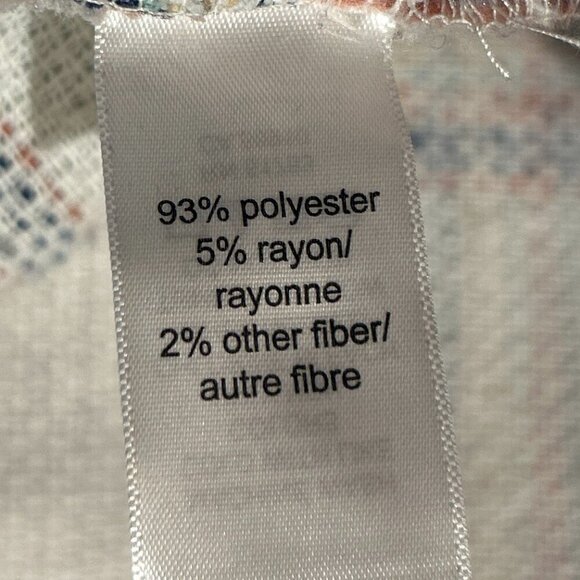 93% polyester
5% rayon/
rayonne
2% other fiber/
autre fibre